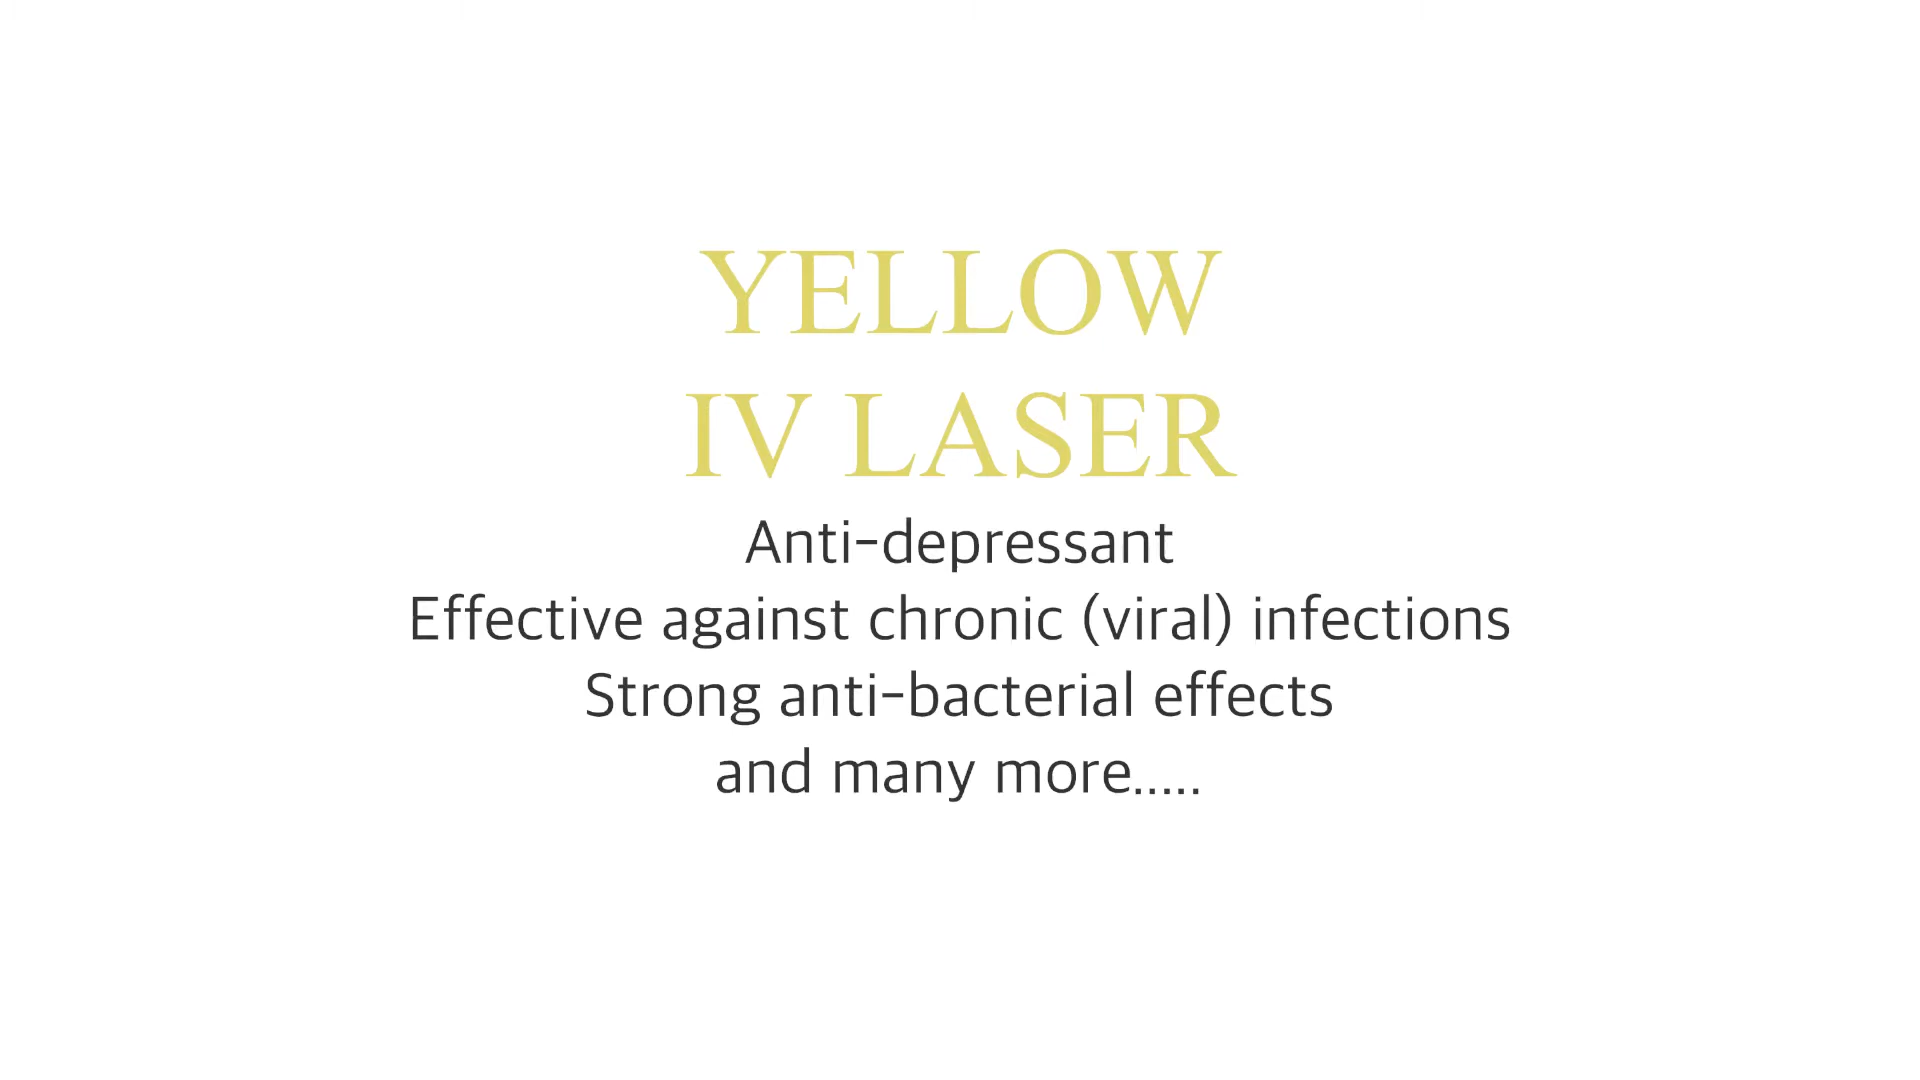 YELLOW
IV LASER
Anti-depressant
Effective against chronic (viral) infections
Strong anti-bacterial effects
and many more.....